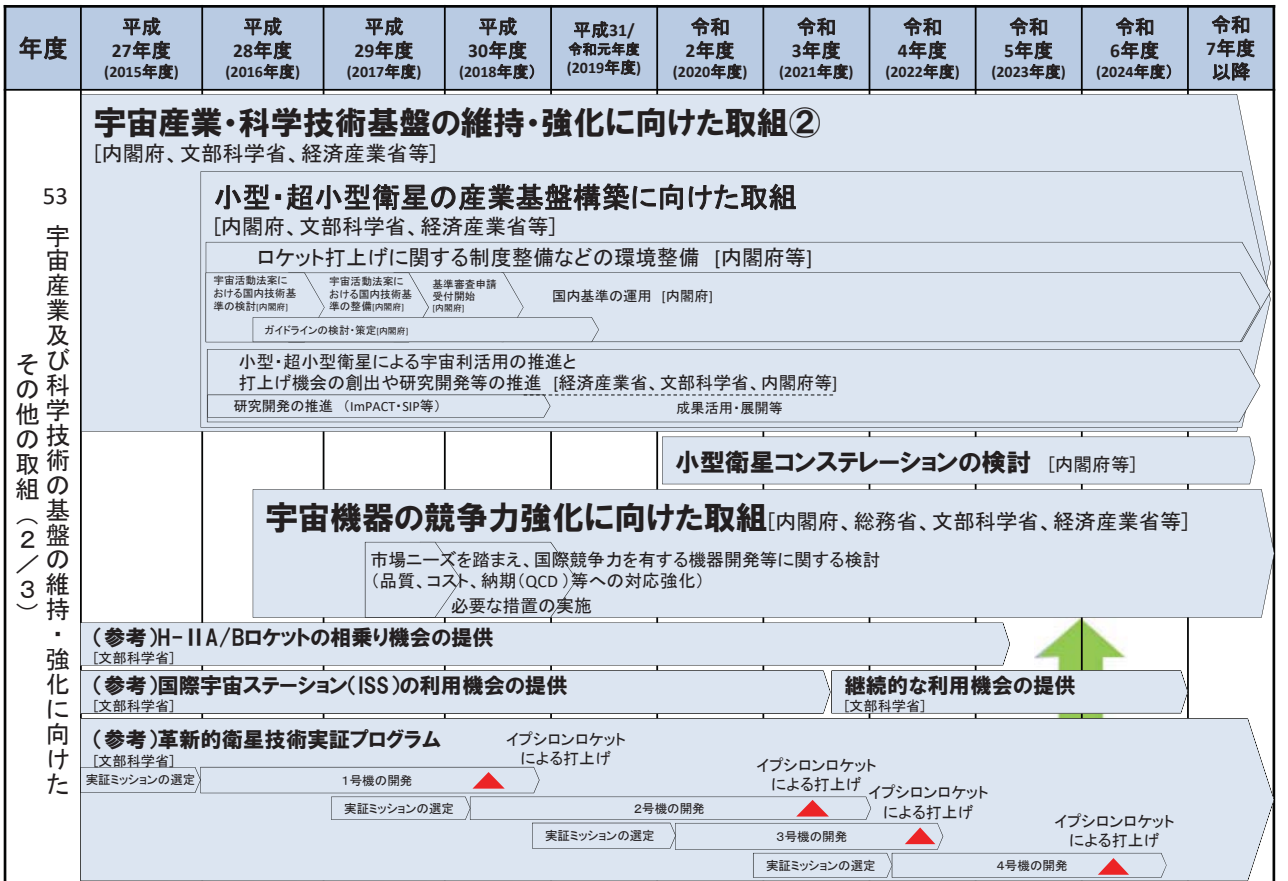 年度
平成
27年度
(2015年度)
平成
28年度
(2016年度)
平成
29年度
(2017年度)
平成
30年度
(2018年度)
平成31/
令和元年度
(2019年度)
令和
2年度
(2020年度)
令和
3年度
(2021年度)
令和
4年度
(2022年度)
令和
5年度
(2023年度)
令和
6年度
(2024年度)
令和
7年度
以降
53 宇宙産業及び科学技術の基盤の維持・強化に向けた
その他の取組（2／3）
宇宙産業・科学技術基盤の維持・強化に向けた取組②
[内閣府、文部科学省、経済産業省等]
小型・超小型衛星の産業基盤構築に向けた取組
[内閣府、文部科学省、経済産業省等]
ロケット打上げに関する制度整備などの環境整備 [内閣府等]
宇宙活動法案に
おける国内技術基
準の検討[内閣府]
宇宙活動法案に
おける国内技術基
準の整備[内閣府]
基準審査申請
受付開始
[内閣府]
国内基準の運用 [内閣府]
ガイドラインの検討・策定[内閣府]
小型・超小型衛星による宇宙利活用の推進と
打上げ機会の創出や研究開発等の推進 [経済産業省、文部科学省、内閣府等]
研究開発の推進 （ImPACT・SIP等）
成果活用・展開等
小型衛星コンステレーションの検討 [内閣府等]
宇宙機器の競争力強化に向けた取組[内閣府、総務省、文部科学省、経済産業省等]
市場ニーズを踏まえ、国際競争力を有する機器開発等に関する検討
(品質、コスト、納期(QCD)等への対応強化)
必要な措置の実施
(参考)H-IIA/Bロケットの相乗り機会の提供
[文部科学省]
(参考)国際宇宙ステーション(ISS)の利用機会の提供
[文部科学省]
継続的な利用機会の提供
[文部科学省]
(参考)革新的衛星技術実証プログラム
[文部科学省]
イプシロンロケット
による打上げ
実証ミッションの選定
1号機の開発
イプシロンロケット
による打上げ
実証ミッションの選定
2号機の開発
イプシロンロケット
による打上げ
実証ミッションの選定
3号機の開発
イプシロンロケット
による打上げ
実証ミッションの選定
4号機の開発